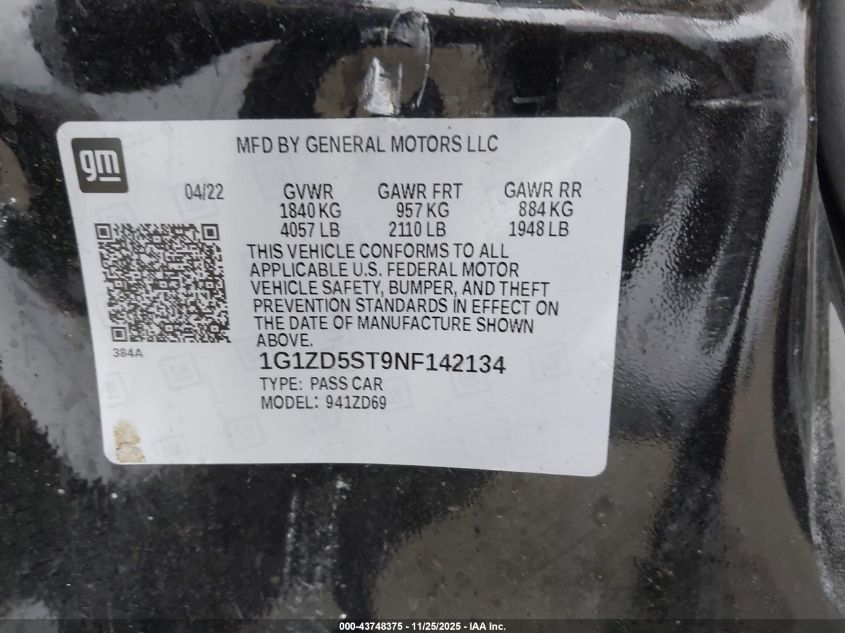 gm
MFD BY GENERAL MOTORS LLC
04/22 GVWR GAWR FRT GAWR RR
1840 KG 957 KG 884 KG
4057 LB 2110 LB 1948 LB
THIS VEHICLE CONFORMS TO ALL
APPLICABLE U.S. FEDERAL MOTOR
VEHICLE SAFETY, BUMPER, AND THEFT
PREVENTION STANDARDS IN EFFECT ON
THE DATE OF MANUFACTURE SHOWN
ABOVE.
384A
1G1ZD5ST9NF142134
TYPE: PASS CAR
MODEL: 941ZD69
000-43748375 - 11/25/2025 - IAA Inc.